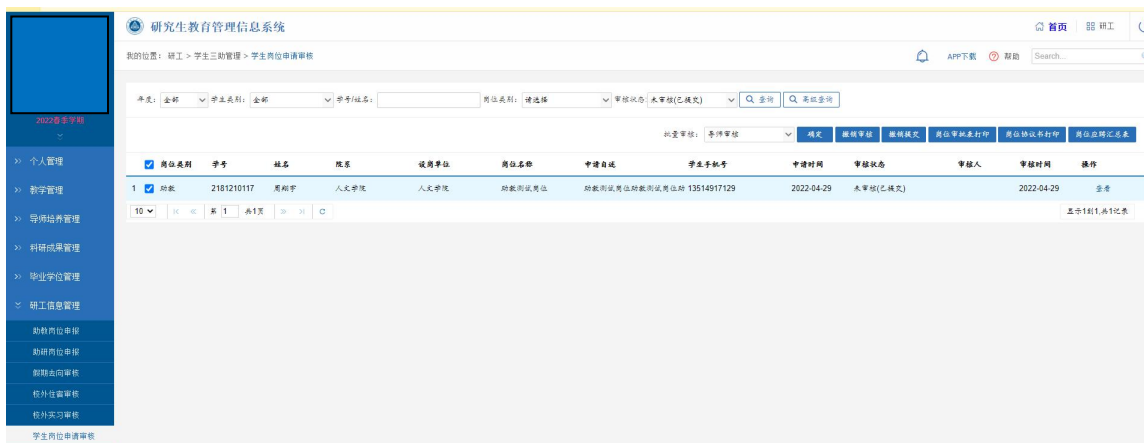 研究生教育管理信息系统
首页
研工
我的位置： 研工 > 学生三助管理 > 学生岗位申请审核
APP下载
帮助
Search...
2022春季学期
年度： 全部 学生类别： 全部 学号/姓名： 岗位类别： 请选择 审核状态: 未审核(已提交) 查询 高级查询
批量审核： 导师审核 确定 撤销审核 撤销提交 岗位审批表打印 岗位协议书打印 岗位应聘汇总表
岗位类别 学号 姓名 院系 设岗单位 岗位名称 申请自述 学生手机号 申请时间 审核状态 审核人 审核时间 操作
1 助教 2181210117 周翔宇 人文学院 人文学院 助教测试岗位 助教测试岗位助教测试岗位助 13514917129 2022-04-29 未审核(已提交) 2022-04-29 查看
10 第 1 共1页 显示1到1,共1记录
个人管理
教学管理
导师培养管理
科研成果管理
毕业学位管理
研工信息管理
助教岗位申报
助研岗位申报
假期去向审核
校外住宿审核
校外实习审核
学生岗位申请审核